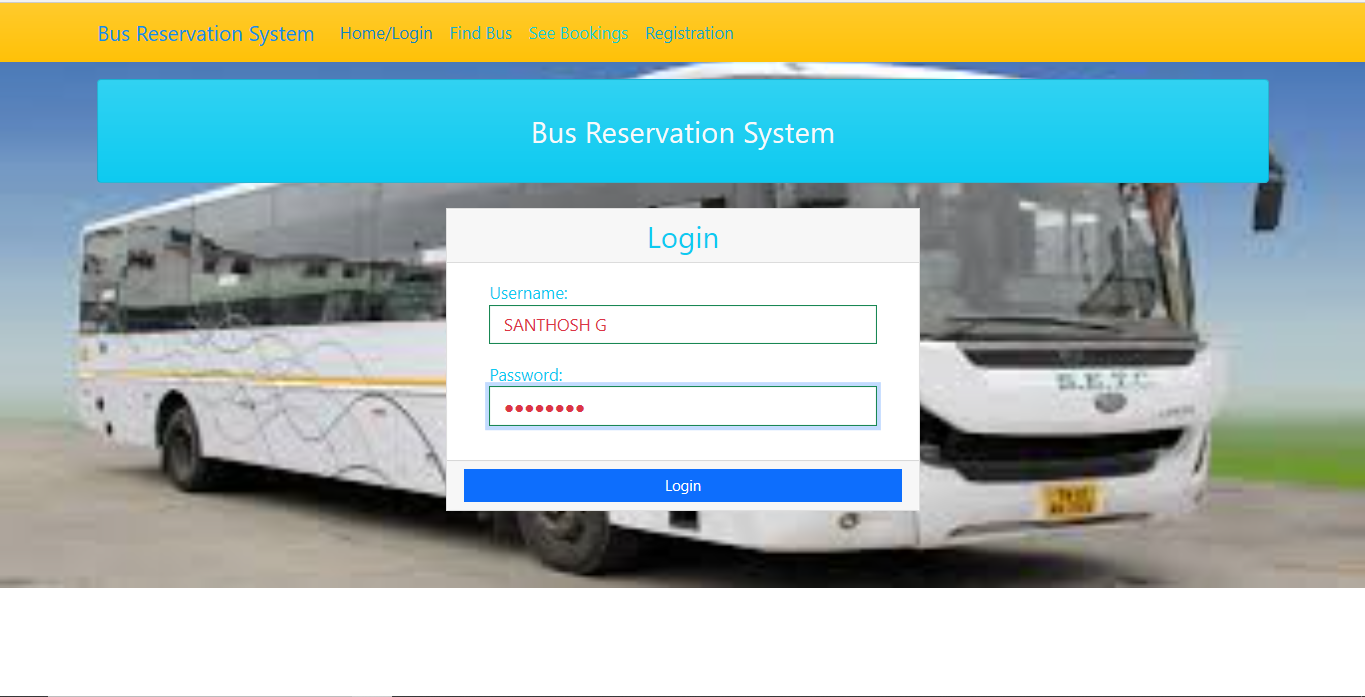 Bus Reservation System Home/Login Find Bus See Bookings Registration
Bus Reservation System
Login
Username:
SANTHOSH G
Password:
●●●●●●●●
Login
S.E.T.C